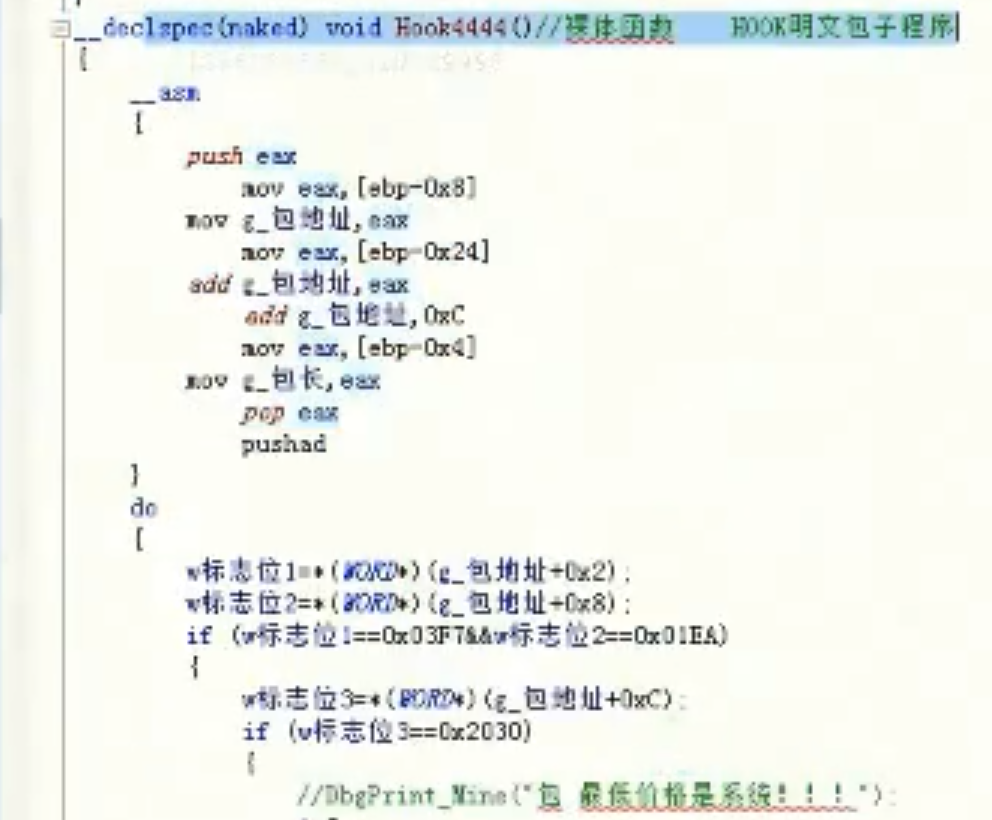 __declspec(naked) void Hook4444()//裸体函数    HOOK明文包子程序
{
__asm
{
push eax
mov eax,[ebp-0x8]
mov g_包地址,eax
mov eax,[ebp-0x24]
add g_包地址,eax
add g_包地址,0xC
mov eax,[ebp-0x4]
mov g_包长,eax
pop eax
pushad
}
do
{
w标志位1=*(WORD*)(g_包地址+0x2);
w标志位2=*(WORD*)(g_包地址+0x8);
if (w标志位1==0x03F7&&w标志位2==0x01EA)
{
w标志位3=*(WORD*)(g_包地址+0xC);
if (w标志位3==0x2030)
{
//DbgPrint_Mine("包 最低价格是系统!!!");